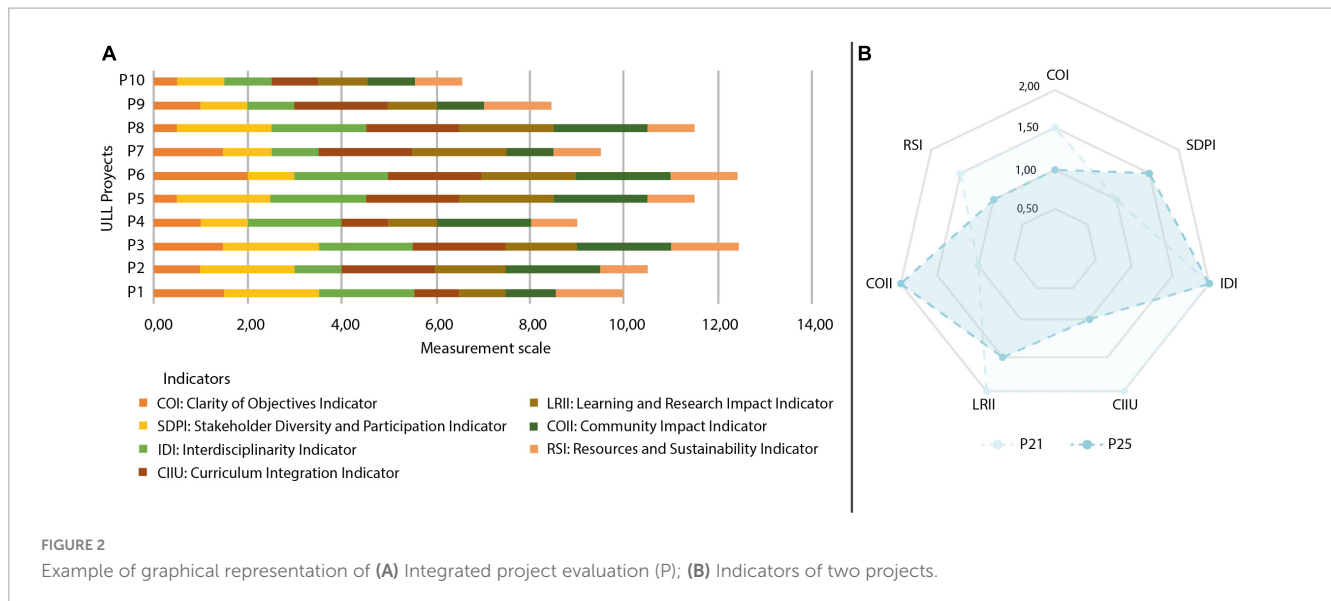 A
P10
P9
P8
P7
P6
P5
P4
P3
P2
P1
ULL Proyects
0,00 2,00 4,00 6,00 8,00 10,00 12,00 14,00
Measurement scale
Indicators
COI: Clarity of Objectives Indicator
SDPI: Stakeholder Diversity and Participation Indicator
IDI: Interdisciplinarity Indicator
CIIU: Curriculum Integration Indicator
LRII: Learning and Research Impact Indicator
COII: Community Impact Indicator
RSI: Resources and Sustainability Indicator
B
COI
2,00
1,50
1,00
0,50
RSI
SDPI
COII
IDI
LRII
CIIU
P21 P25
FIGURE 2
Example of graphical representation of (A) Integrated project evaluation (P); (B) Indicators of two projects.